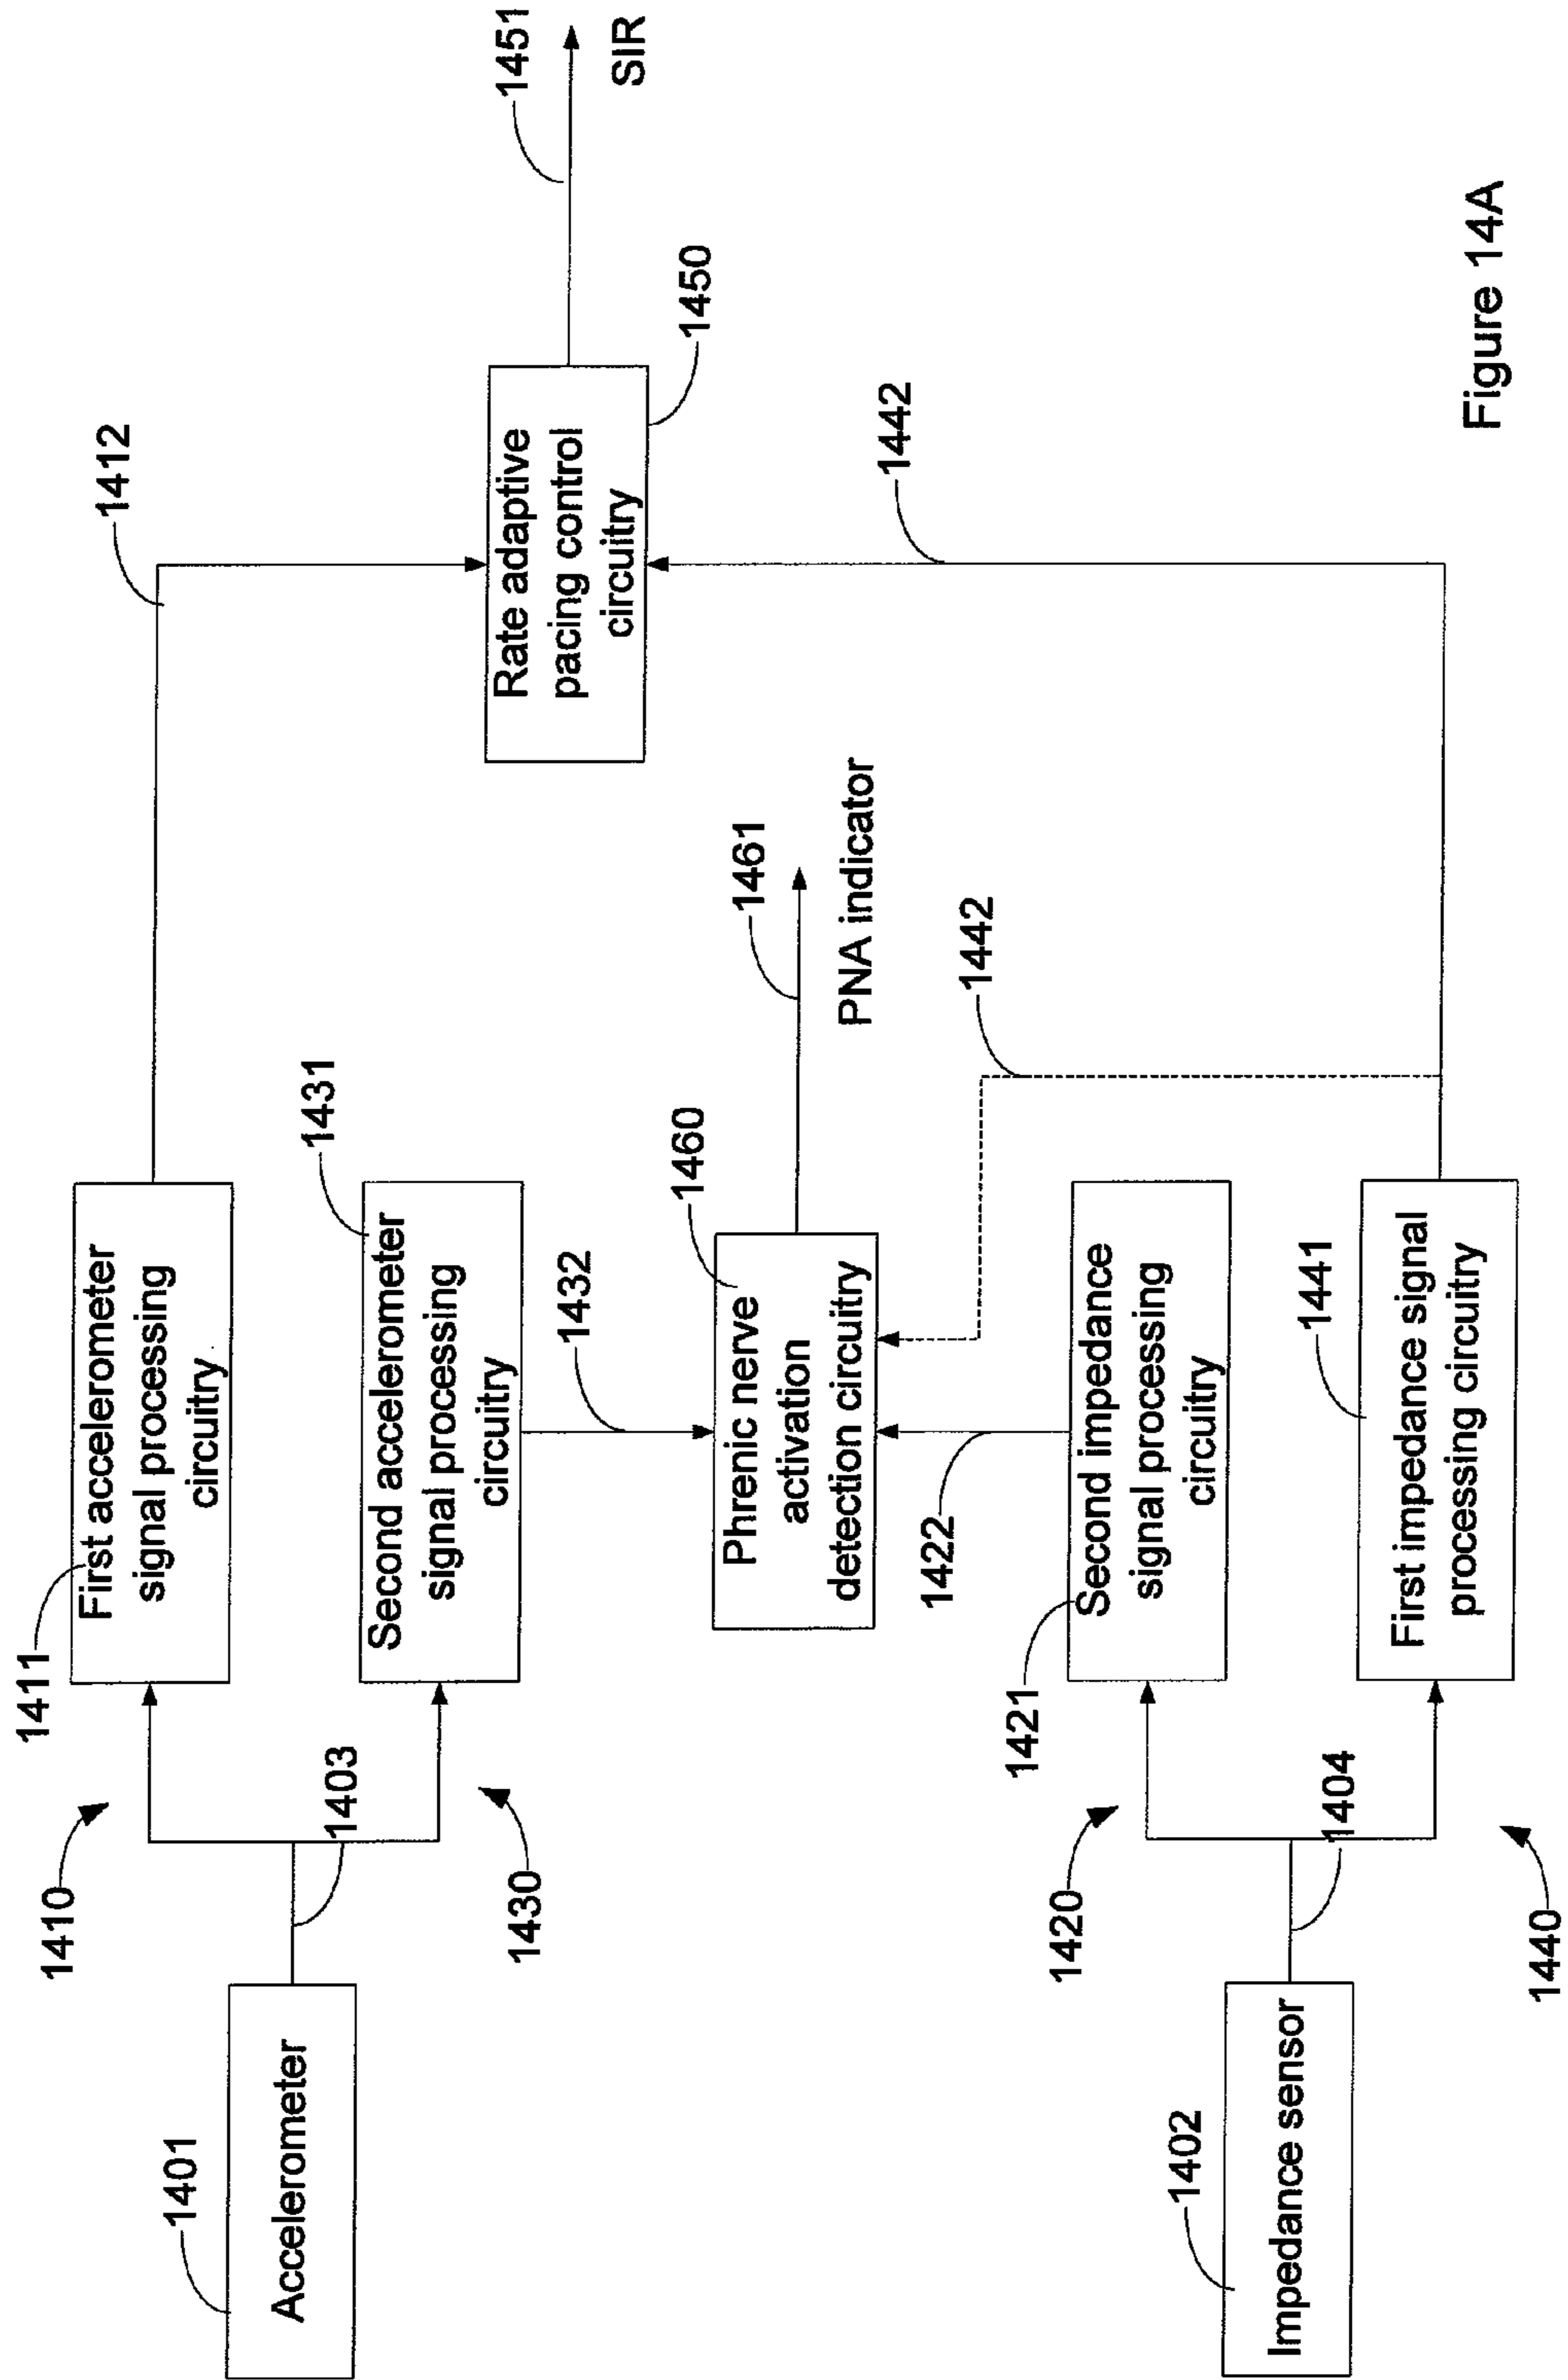 1401
Accelerometer
1403
1410
1430
1411
First accelerometer
signal processing
circuitry
1412
1431
Second accelerometer
signal processing
circuitry
1432
1460
Phrenic nerve
activation
detection circuitry
1461
PNA indicator
Rate adaptive
pacing control
circuitry
1450
1451
SIR
1402
Impedance sensor
1404
1420
1440
1421
Second impedance
signal processing
circuitry
1422
1441
First impedance signal
processing circuitry
1442
1442
Figure 14A